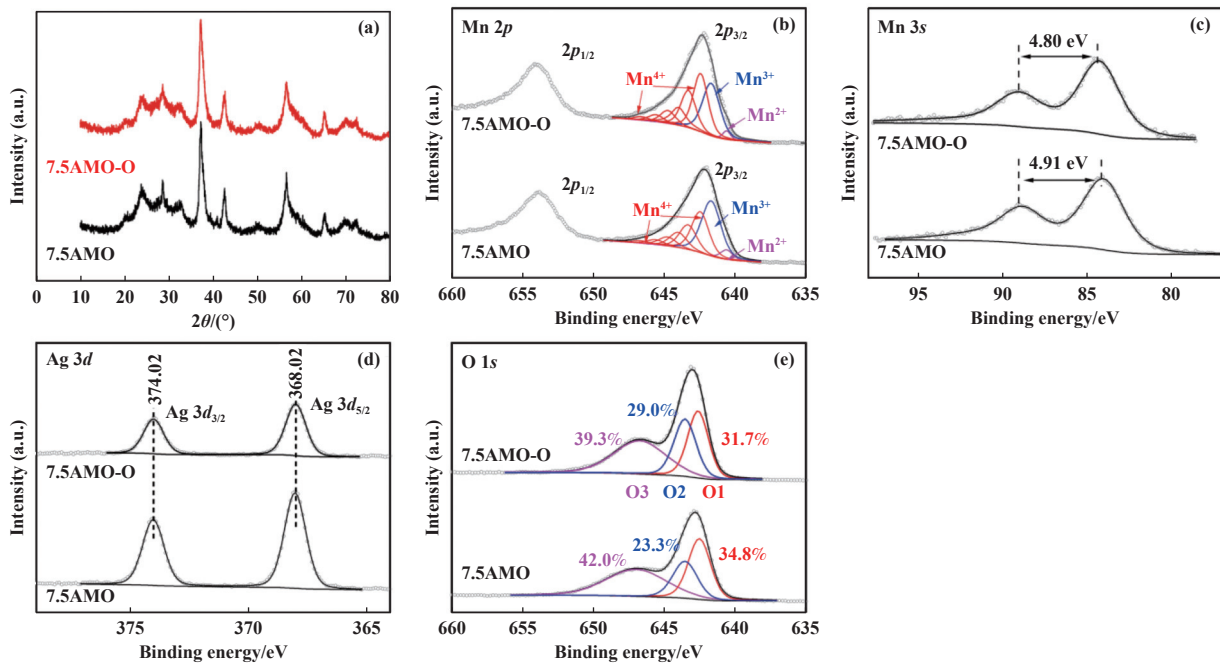 (a)
7.5AMO-O
7.5AMO
Intensity (a.u.)
0 10 20 30 40 50 60 70 80
2θ/(°)
Mn 2p
(b)
2p3/2
2p1/2
Mn4+
Mn3+
Mn2+
7.5AMO-O
2p3/2
2p1/2
Mn4+
Mn3+
Mn2+
7.5AMO
Intensity (a.u.)
660 655 650 645 640 635
Binding energy/eV
Mn 3s
(c)
4.80 eV
7.5AMO-O
4.91 eV
7.5AMO
Intensity (a.u.)
95 90 85 80
Binding energy/eV
Ag 3d
(d)
374.02
368.02
Ag 3d3/2
Ag 3d5/2
7.5AMO-O
7.5AMO
Intensity (a.u.)
375 370 365
Binding energy/eV
O 1s
(e)
29.0%
39.3%
31.7%
7.5AMO-O
O3 O2 O1
23.3%
42.0%
34.8%
7.5AMO
Intensity (a.u.)
660 655 650 645 640 635
Binding energy/eV